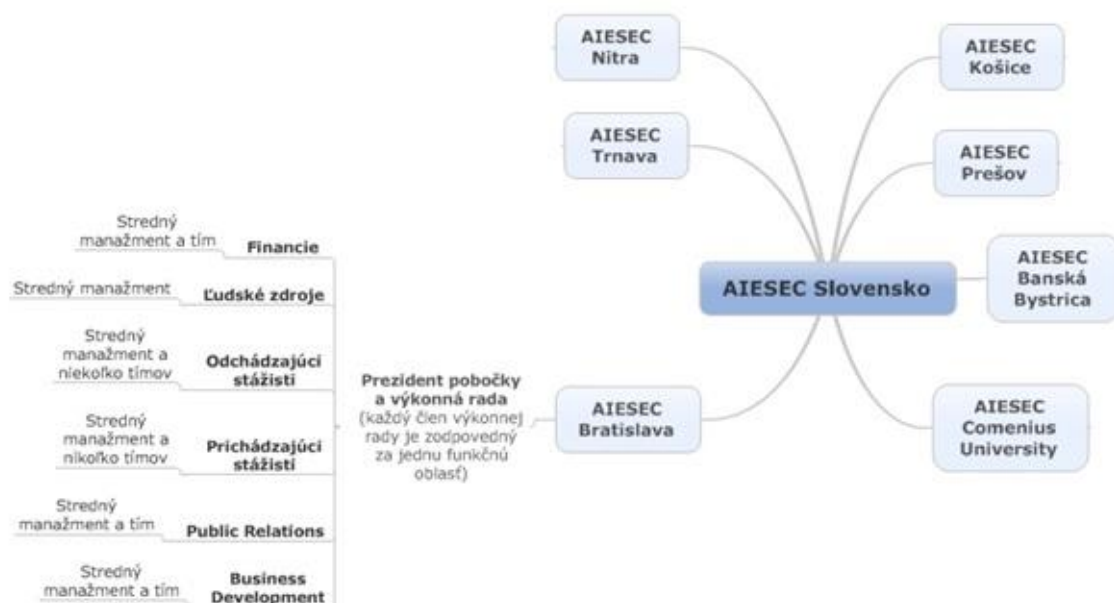 AIESEC
Nitra
AIESEC
Košice
AIESEC
Trnava
AIESEC
Prešov
AIESEC Slovensko
AIESEC
Banská
Bystrica
AIESEC
Bratislava
AIESEC
Comenius
University
Prezident pobočky
a výkonná rada
(každý člen výkonnej
rady je zodpovedný
za jednu funkčnú
oblasť)
Stredný
manažment a tím
Financie
Stredný manažment
Ľudské zdroje
Stredný
manažment a
niekoľko tímov
Odchádzajúci
stážisti
Stredný
manažment a
nikoľko tímov
Prichádzajúci
stážisti
Stredný
manažment a tím
Public Relations
Stredný
manažment a tím
Business
Development